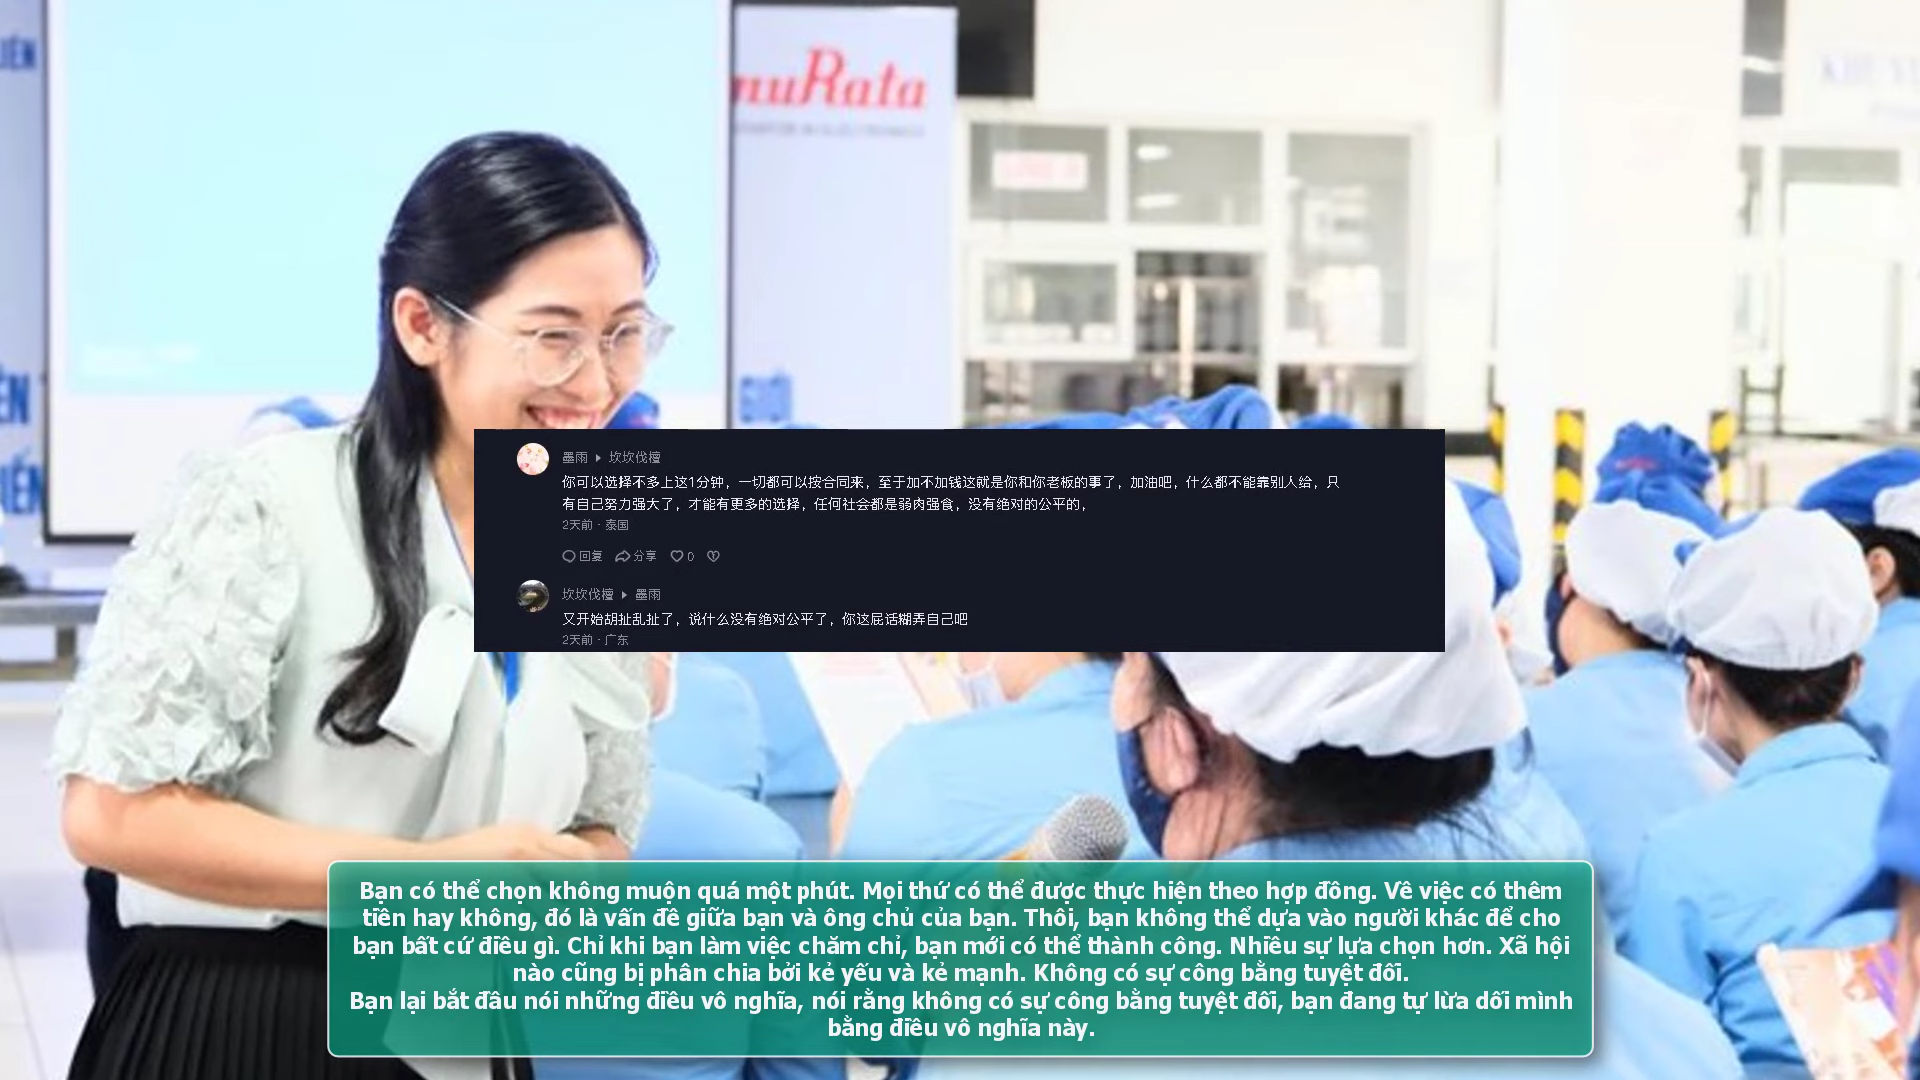 muRata
墨雨 ▶ 坎坎伐檀
你可以选择不多上这1分钟，一切都可以按合同来，至于加不加钱这就是你和你老板的事了，加油吧，什么都不能靠别人给，只
有自己努力强大了，才能有更多的选择，任何社会都是弱肉强食，没有绝对的公平的，
2天前 · 泰国
回复 分享 0
坎坎伐檀 ▶ 墨雨
又开始胡扯乱扯了，说什么没有绝对公平了，你这屁话糊弄自己吧
2天前 · 广东
Bạn có thể chọn không muộn quá một phút. Mọi thứ có thể được thực hiện theo hợp đồng. Về việc có thêm
tiền hay không, đó là vấn đề giữa bạn và ông chủ của bạn. Thôi, bạn không thể dựa vào người khác để cho
bạn bất cứ điều gì. Chỉ khi bạn làm việc chăm chỉ, bạn mới có thể thành công. Nhiều sự lựa chọn hơn. Xã hội
nào cũng bị phân chia bởi kẻ yếu và kẻ mạnh. Không có sự công bằng tuyệt đối.
Bạn lại bắt đầu nói những điều vô nghĩa, nói rằng không có sự công bằng tuyệt đối, bạn đang tự lừa dối mình
bằng điều vô nghĩa này.